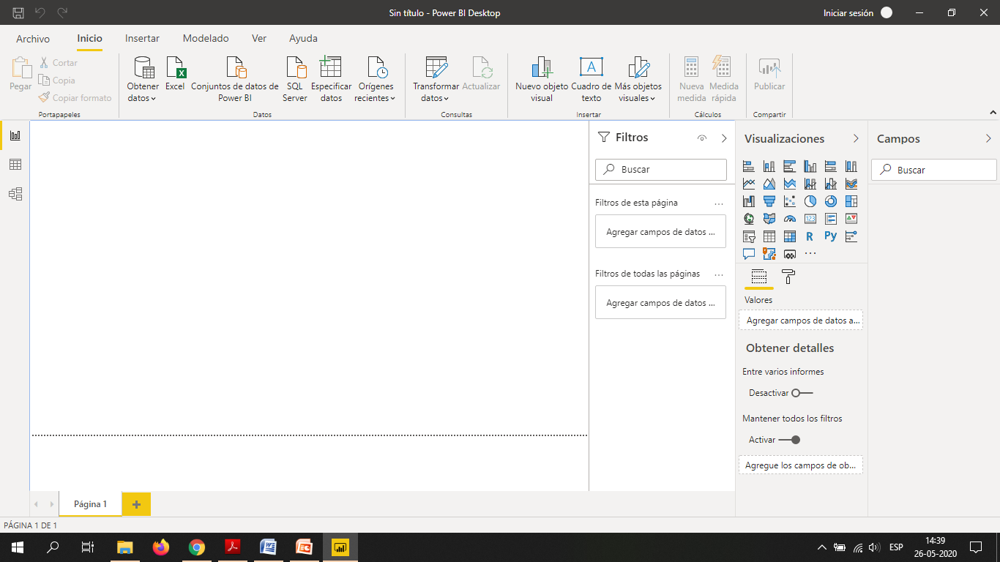 Sin título - Power BI Desktop
Iniciar sesión
Archivo Inicio Insertar Modelado Ver Ayuda
Pegar
Cortar
Copia
Copiar formato
Portapapeles
Obtener
datos
Excel
Conjuntos de datos de
Power BI
SQL
Server
Especificar
datos
Orígenes
recientes
Datos
Transformar
datos
Actualizar
Consultas
Nuevo objeto
visual
Cuadro de
texto
Más objetos
visuales
Insertar
Nueva
medida
Medida
rápida
Cálculos
Publicar
Compartir
Filtros
Buscar
Filtros de esta página ...
Agregar campos de datos ...
Filtros de todas las páginas ...
Agregar campos de datos ...
Visualizaciones
123
R
Py
...
Valores
Agregar campos de datos a...
Obtener detalles
Entre varios informes
Desactivar
Mantener todos los filtros
Activar
Agregue los campos de ob...
Campos
Buscar
Página 1
PÁGINA 1 DE 1
ESP
14:39
26-05-2020